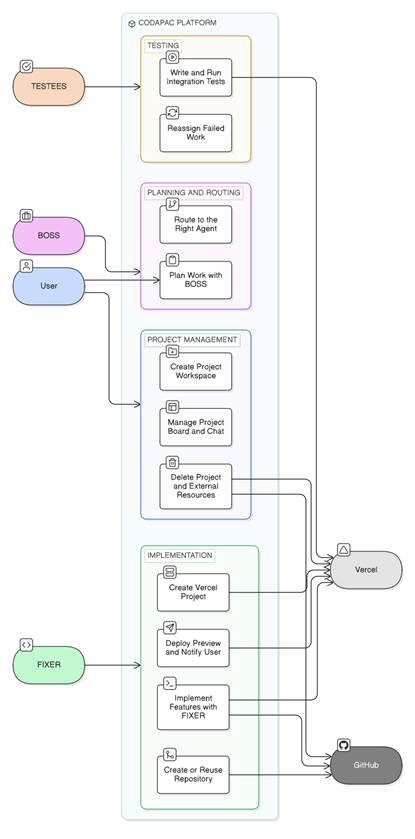 CODAPAC PLATFORM
TESTING
Write and Run
Integration Tests
TESTEES
Reassign Failed
Work
PLANNING AND ROUTING
Route to the
Right Agent
BOSS
Plan Work with
BOSS
User
PROJECT MANAGEMENT
Create Project
Workspace
Manage Project
Board and Chat
Delete Project
and External
Resources
IMPLEMENTATION
Vercel
Create Vercel
Project
Deploy Preview
and Notify User
FIXER
Implement
Features with
FIXER
GitHub
Create or Reuse
Repository